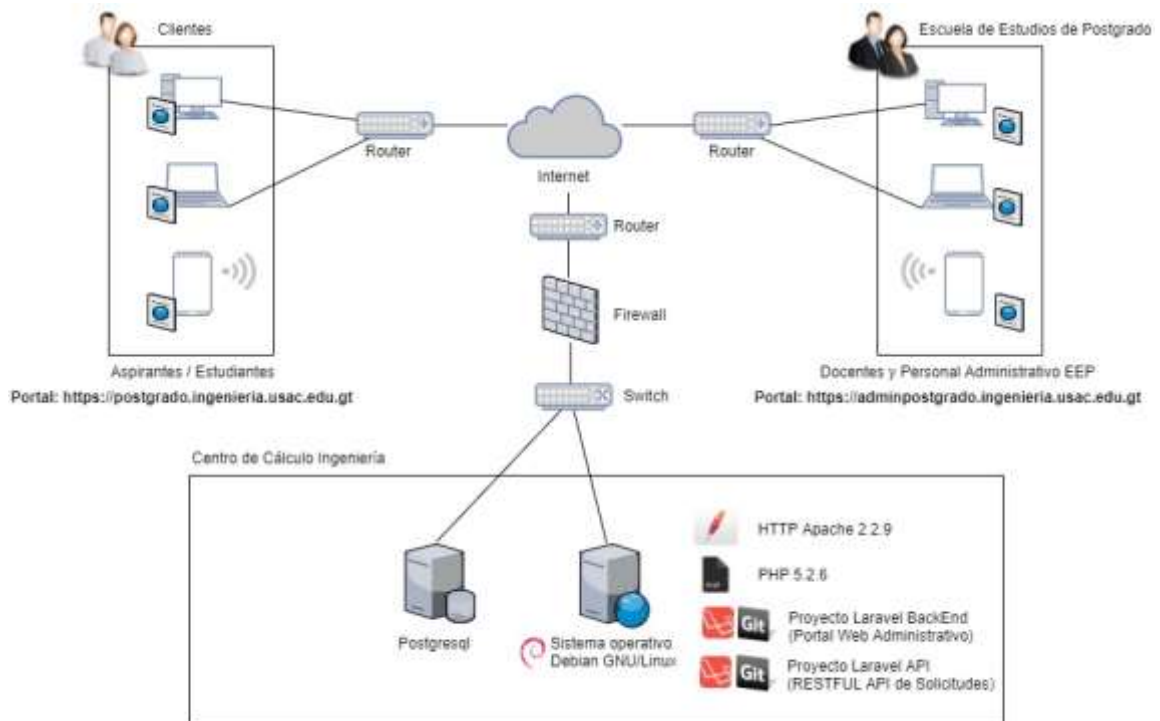 Clientes
Escuela de Estudios de Postgrado
Router
Router
Internet
Router
Firewall
Aspirantes / Estudiantes
Portal: https://postgrado.ingenieria.usac.edu.gt
Docentes y Personal Administrativo EEP
Portal: https://adminpostgrado.ingenieria.usac.edu.gt
Switch
Centro de Cálculo Ingeniería
HTTP Apache 2.2.9
PHP 5.2.6
Git
Proyecto Laravel BackEnd
(Portal Web Administrativo)
Postgresql
Sistema operativo
Debian GNU/Linux
Git
Proyecto Laravel API
(RESTFUL API de Solicitudes)